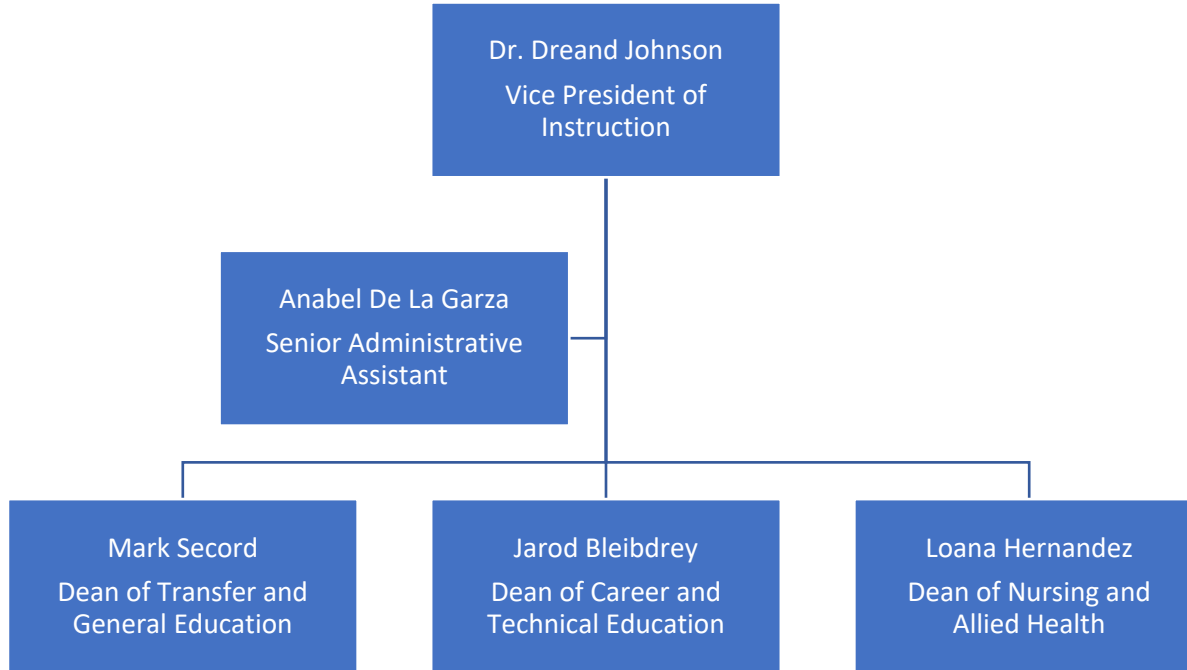 Dr. Dreand Johnson
Vice President of
Instruction
Anabel De La Garza
Senior Administrative
Assistant
Mark Secord
Dean of Transfer and
General Education
Jarod Bleibdrey
Dean of Career and
Technical Education
Loana Hernandez
Dean of Nursing and
Allied Health